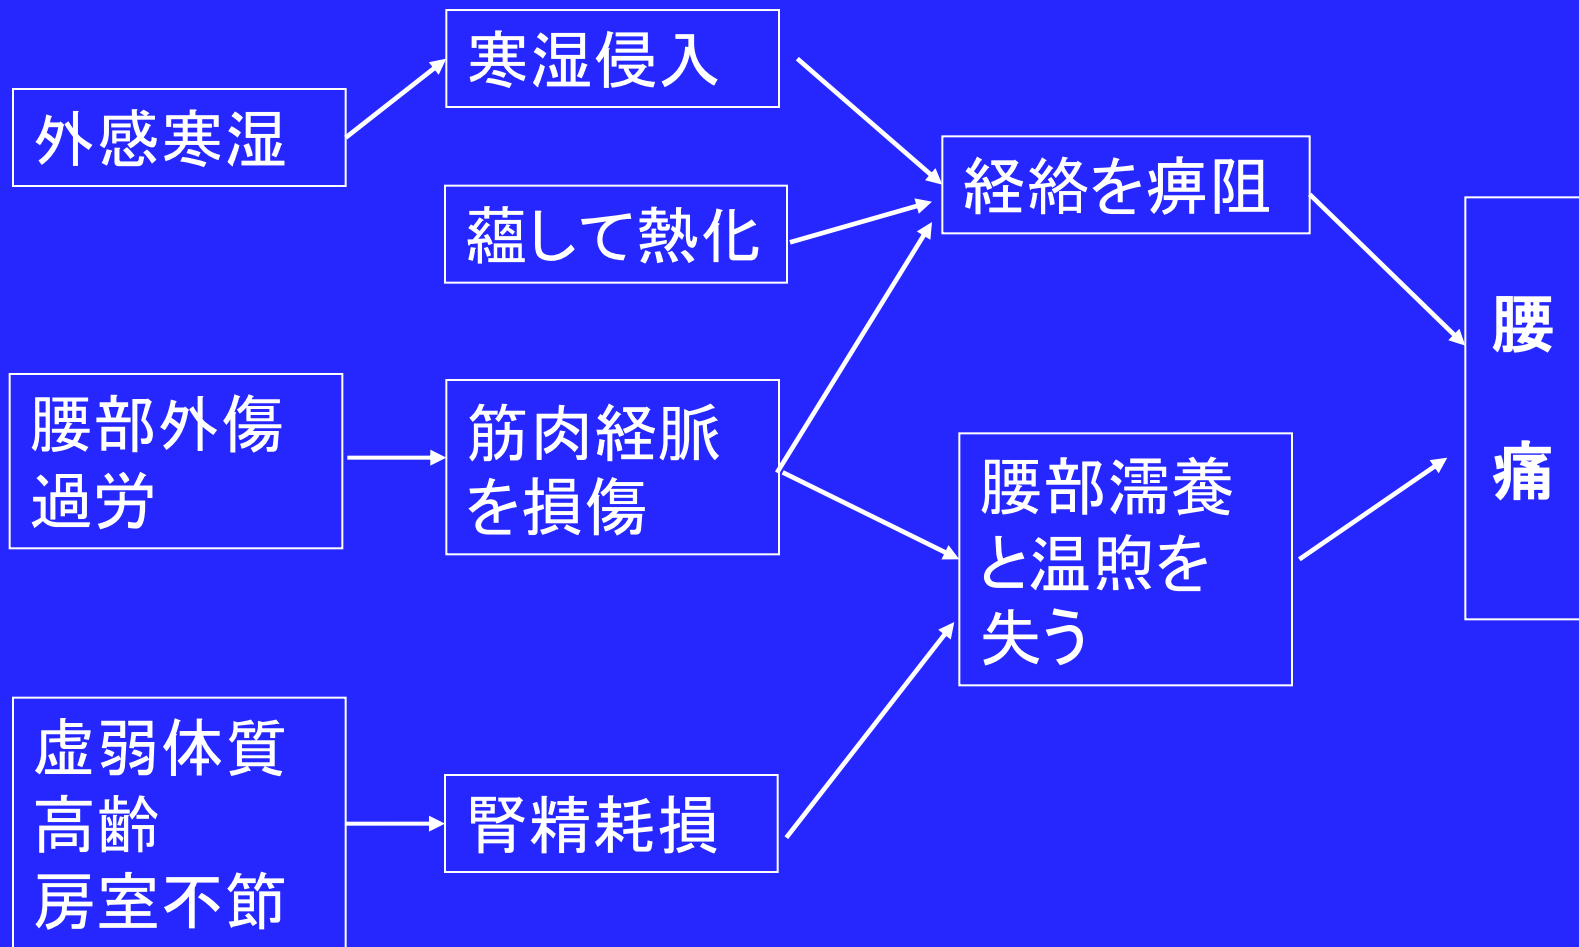 外感寒湿
寒湿侵入
蘊して熱化
経絡を痺阻
腰部外傷
過労
筋肉経脈
を損傷
腰部濡養
と温煦を
失う
虚弱体質
高齢
房室不節
腎精耗損
腰
痛